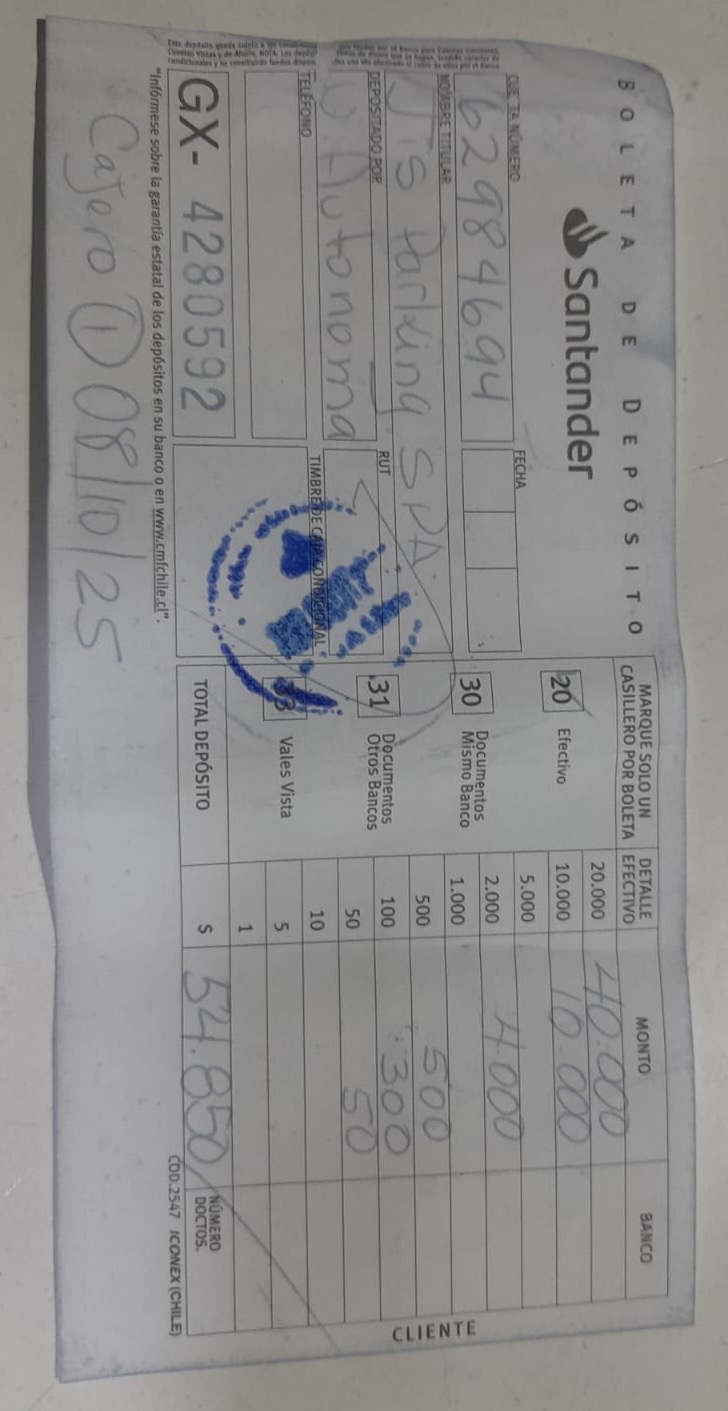 BOLETA DE DEPÓSITO
Santander
CUENTA NÚMERO
62984694
FECHA
NOMBRE TITULAR
Jis Parking SPA
DEPOSITADO POR
U. Autonoma
RUT
TELÉFONO
TIMBRE DE CAJA CONDICIONAL
GX- 4280592
"Infórmese sobre la garantía estatal de los depósitos en su banco o en www.cmfchile.cl".
Cajero 1 08/10/25
MARQUE SOLO UN
CASILLERO POR BOLETA
20 Efectivo
30 Documentos
Mismo Banco
31 Documentos
Otros Bancos
33 Vales Vista
TOTAL DEPÓSITO
DETALLE EFECTIVO MONTO BANCO
20.000 40.000
10.000 10.000
5.000
2.000 4.000
1.000
500 500
100 300
50 50
10
5
1
$ 54.850
NÚMERO
DOCTOS.
COD.2547 ICONEX (CHILE)
CLIENTE